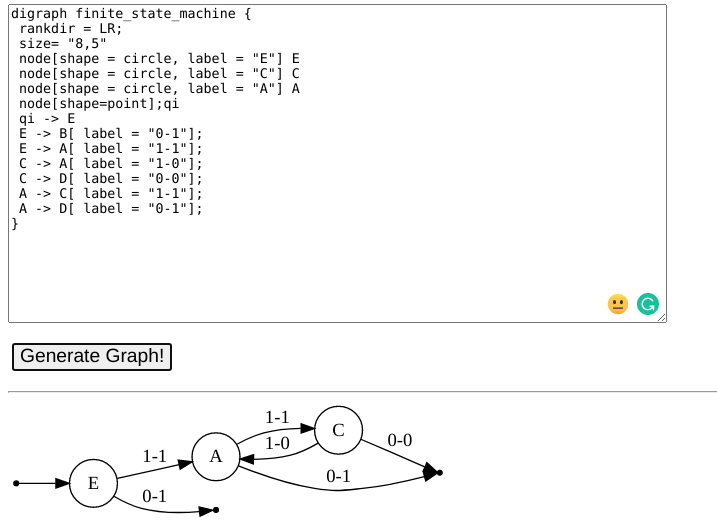 digraph finite_state_machine {
rankdir = LR;
size= "8,5"
node[shape = circle, label = "E"] E
node[shape = circle, label = "C"] C
node[shape = circle, label = "A"] A
node[shape=point];qi
qi -> E
E -> B[ label = "0-1"];
E -> A[ label = "1-1"];
C -> A[ label = "1-0"];
C -> D[ label = "0-0"];
A -> C[ label = "1-1"];
A -> D[ label = "0-1"];
}
Generate Graph!
1-1
C
1-0
0-0
A
1-1
0-1
E
0-1